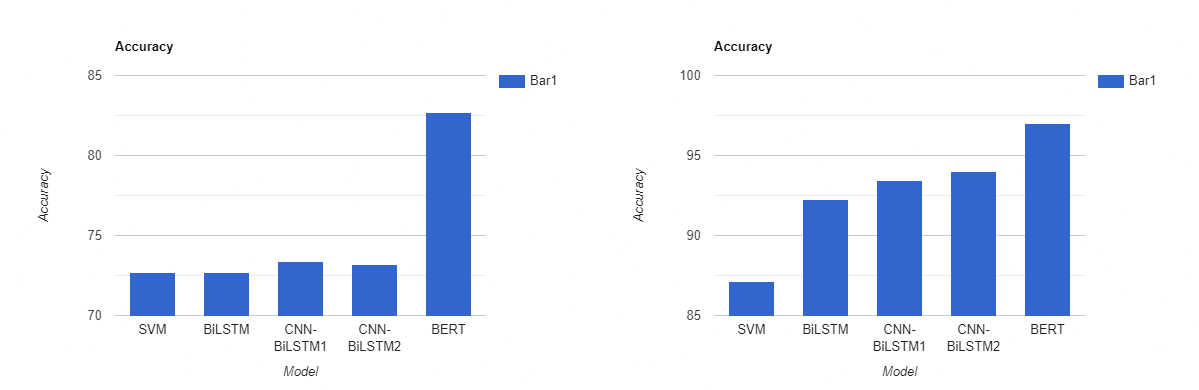 Accuracy
85
80
75
70
Accuracy
SVM
BiLSTM
CNN-
BiLSTM1
CNN-
BiLSTM2
BERT
Model
Bar1
Accuracy
100
95
90
85
Accuracy
SVM
BiLSTM
CNN-
BiLSTM1
CNN-
BiLSTM2
BERT
Model
Bar1